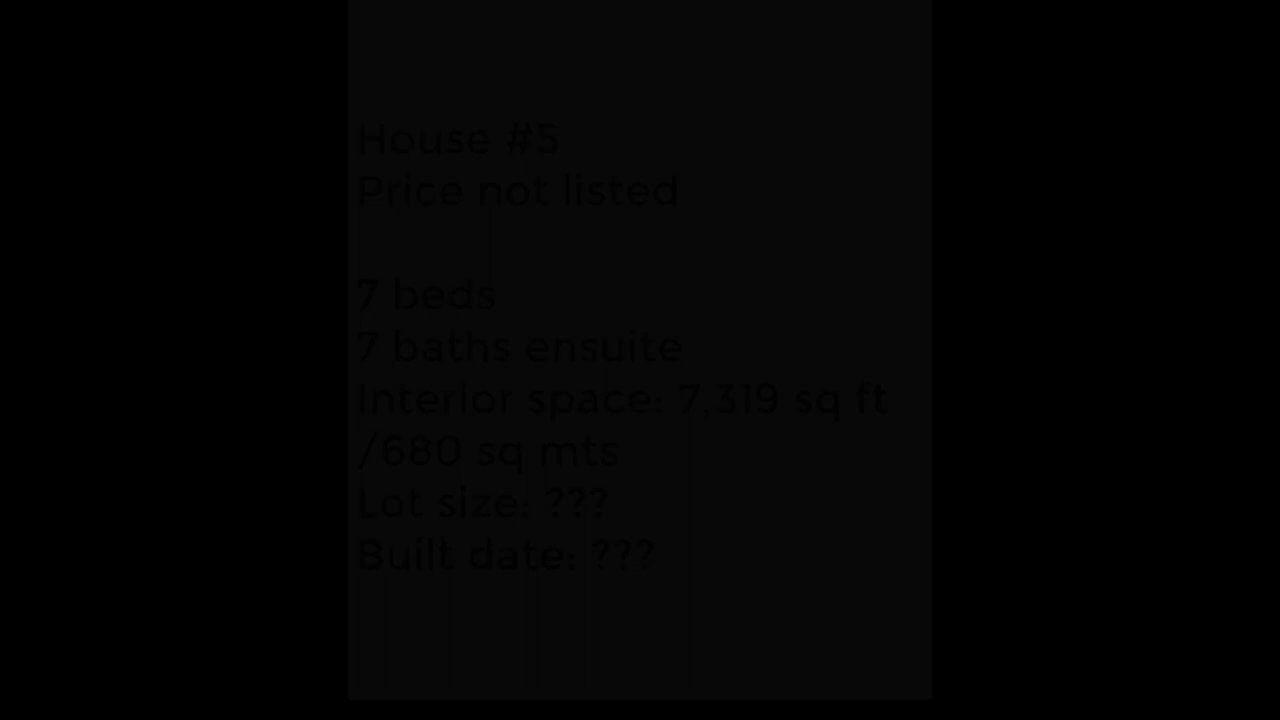 House #5
Price not listed
7 beds
7 baths ensuite
Interior space: 7,319 sq ft
/680 sq mts
Lot size: ???
Built date: ???